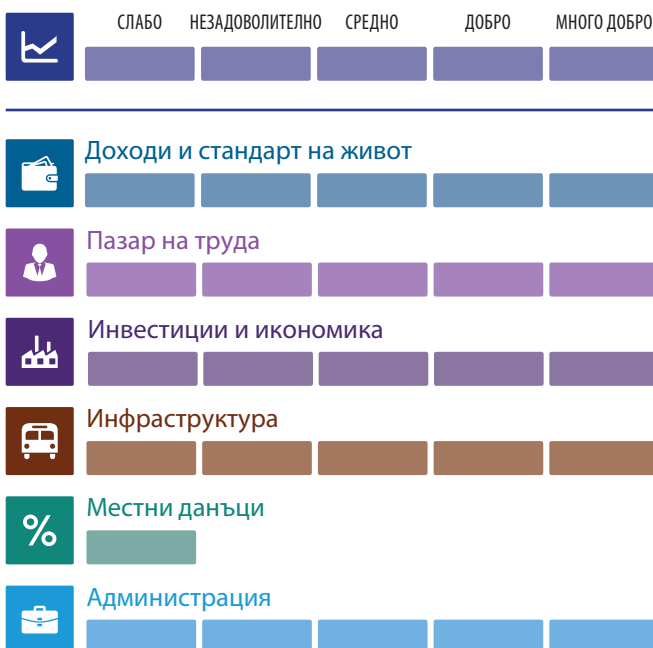 СЛАБО НЕЗАДОВОЛИТЕЛНО СРЕДНО ДОБРО МНОГО ДОБРО
Доходи и стандарт на живот
Пазар на труда
Инвестиции и икономика
Инфраструктура
Местни данъци
%
Администрация